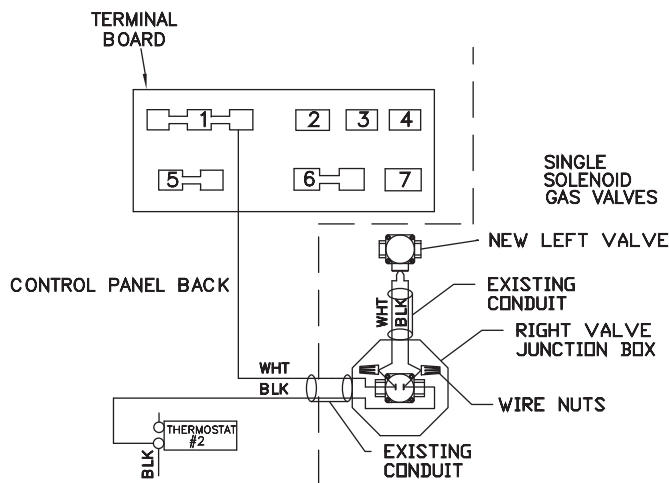 TERMINAL
BOARD
1
2
3
4
5
6
7
SINGLE
SOLENOID
GAS VALVES
NEW LEFT VALVE
CONTROL PANEL BACK
EXISTING
CONDUIT
WHT
BLK
RIGHT VALVE
JUNCTION BOX
WHT
BLK
WIRE NUTS
THERMOSTAT
#2
BLK
EXISTING
CONDUIT